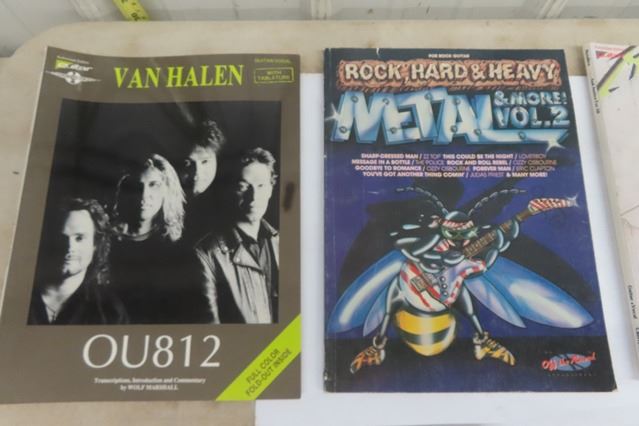 VAN HALEN
GUITAR/VOCAL
WITH
TABLATURE
OU812
Transcriptions, Introduction and Commentary
by WOLF MARSHALL
FULL COLOR
FOLD-OUT INSIDE
FOR ROCK GUITAR
ROCK, HARD & HEAVY
METAL & MORE!
VOL. 2
SHARP-DRESSED MAN / ZZ TOP THIS COULD BE THE NIGHT / LOVERBOY
MESSAGE IN A BOTTLE / THE POLICE ROCK AND ROLL REBEL / OZZY OSBOURNE
GOODBYE TO ROMANCE / OZZY OSBOURNE FOREVER MAN / ERIC CLAPTON
YOU'VE GOT ANOTHER THING COMIN' / JUDAS PRIEST & MANY MORE!
Off the Record